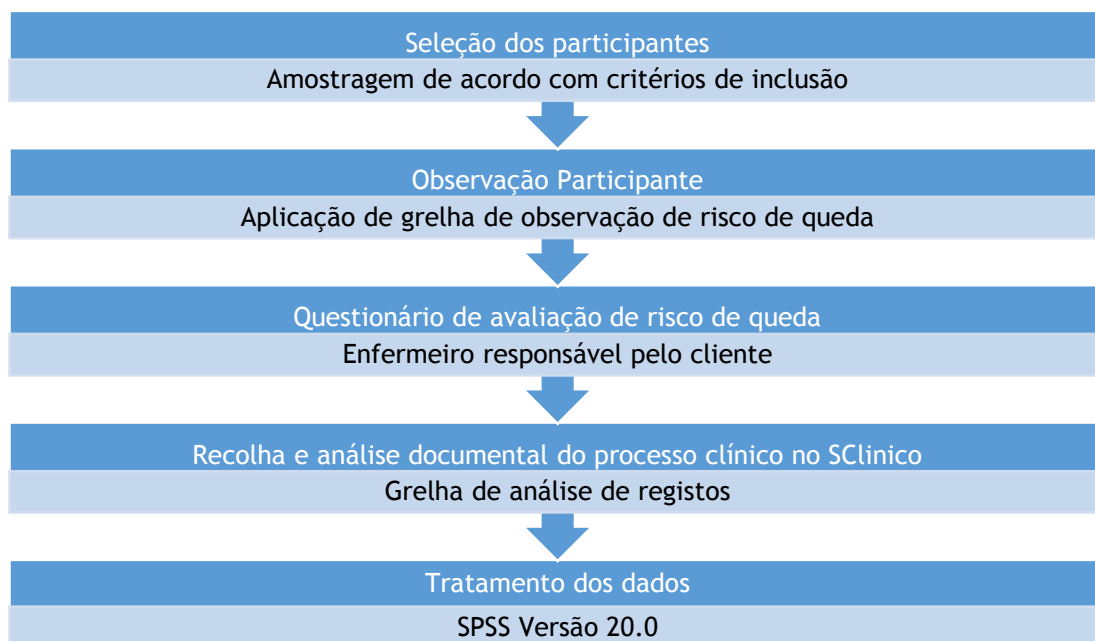 Seleção dos participantes
Amostragem de acordo com critérios de inclusão
Observação Participante
Aplicação de grelha de observação de risco de queda
Questionário de avaliação de risco de queda
Enfermeiro responsável pelo cliente
Recolha e análise documental do processo clínico no SClinico
Grelha de análise de registos
Tratamento dos dados
SPSS Versão 20.0